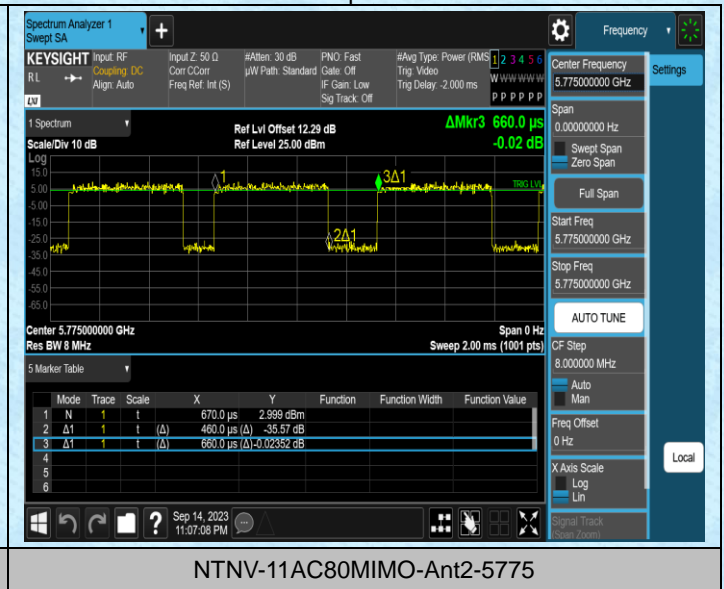 Spectrum Analyzer 1
Swept SA
+
Frequency
KEYSIGHT
RL
LXI
Input: RF
Coupling: DC
Align: Auto
Input Z: 50 Ω
Corr CCorr
Freq Ref: Int (S)
#Atten: 30 dB
µW Path: Standard
PNO: Fast
Gate: Off
IF Gain: Low
Sig Track: Off
#Avg Type: Power (RMS
Trig: Video
Trig Delay: -2.000 ms
1 2 3 4 5 6
W W W W W W
P P P P P P
Center Frequency
5.775000000 GHz
Settings
Span
0.00000000 Hz
Swept Span
Zero Span
Full Span
Start Freq
5.775000000 GHz
Stop Freq
5.775000000 GHz
AUTO TUNE
CF Step
8.000000 MHz
Auto
Man
Freq Offset
0 Hz
X Axis Scale
Log
Lin
Signal Track
(Span Zoom)
Local
1 Spectrum
Scale/Div 10 dB
Ref Lvl Offset 12.29 dB
Ref Level 25.00 dBm
ΔMkr3 660.0 µs
-0.02 dB
Log
15.0
5.00
-5.00
-15.0
-25.0
-35.0
-45.0
-55.0
-65.0
1
3Δ1
2Δ1
TRIG LVL
Center 5.775000000 GHz
Res BW 8 MHz
Span 0 Hz
Sweep 2.00 ms (1001 pts)
5 Marker Table
Mode Trace Scale X Y Function Function Width Function Value
1 N 1 t 670.0 µs 2.999 dBm
2 Δ1 1 t (Δ) 460.0 µs (Δ) -35.57 dB
3 Δ1 1 t (Δ) 660.0 µs (Δ) -0.02352 dB
4
5
6
?
Sep 14, 2023
11:07:08 PM
NTNV-11AC80MIMO-Ant2-5775